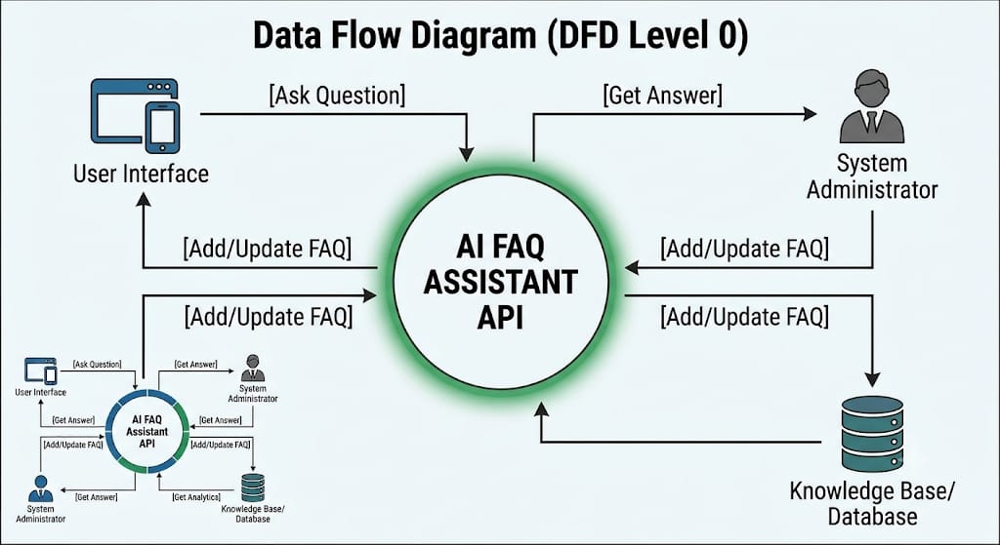 Data Flow Diagram (DFD Level 0)
[Ask Question]
[Get Answer]
User Interface
System
Administrator
[Add/Update FAQ]
[Add/Update FAQ]
AI FAQ
ASSISTANT
API
[Add/Update FAQ]
[Add/Update FAQ]
Knowledge Base/
Database
[Ask Question]
[Get Answer]
User Interface
System
Administrator
[Get Answer]
[Get Answer]
AI FAQ
Assistant
API
[Add/Update FAQ]
[Add/Update FAQ]
System
Administrator
[Get Answer]
[Get Analytica]
Knowledge Base/
Database